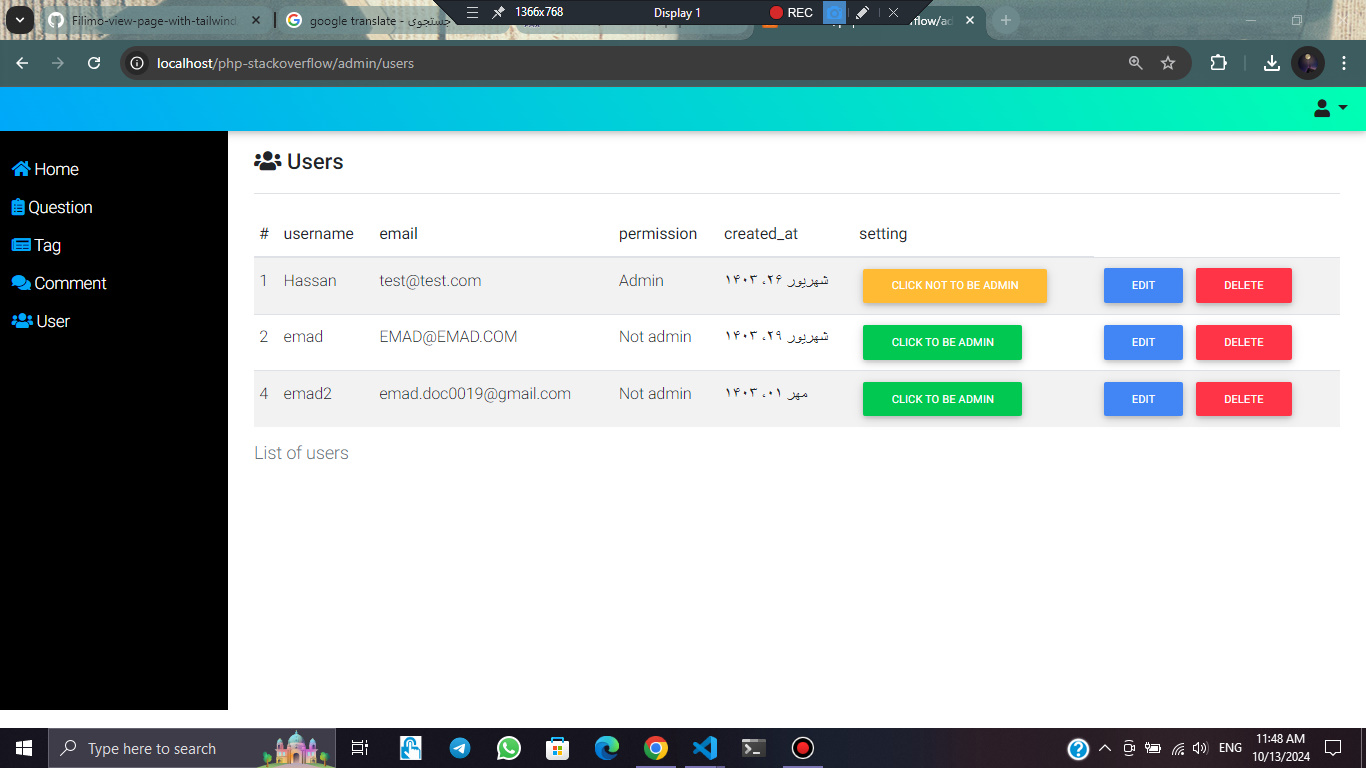 1366x768 Display 1 REC
Filimo-view-page-with-tailwind
google translate - جستجوی
rflow/ad
localhost/php-stackoverflow/admin/users
Home
Question
Tag
Comment
User
Users
# username email permission created_at setting
1 Hassan test@test.com Admin شهریور ۲۶, ۱۴۰۳ CLICK NOT TO BE ADMIN EDIT DELETE
2 emad EMAD@EMAD.COM Not admin شهریور ۲۹, ۱۴۰۳ CLICK TO BE ADMIN EDIT DELETE
4 emad2 emad.doc0019@gmail.com Not admin مهر ۰۱, ۱۴۰۳ CLICK TO BE ADMIN EDIT DELETE
List of users
Type here to search
ENG
11:48 AM
10/13/2024